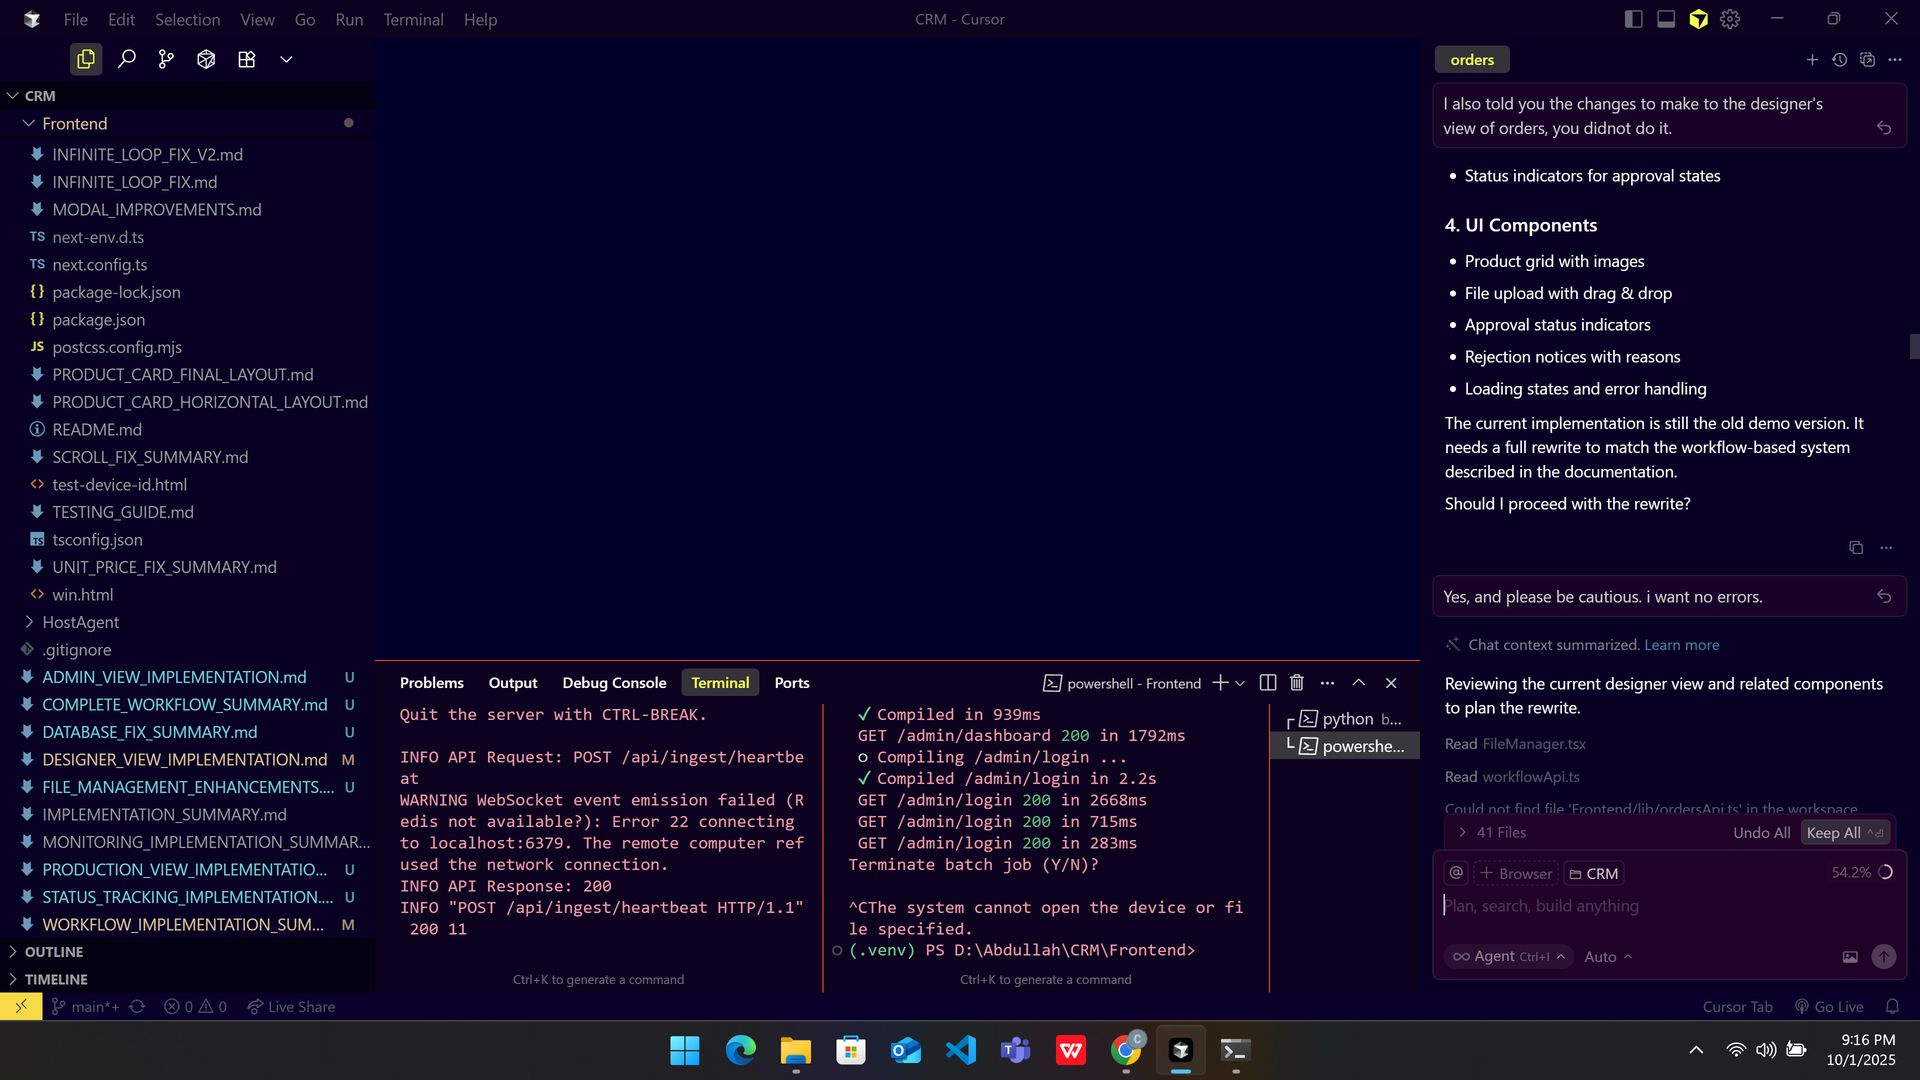 File Edit Selection View Go Run Terminal Help
CRM - Cursor
CRM
Frontend
INFINITE_LOOP_FIX_V2.md
INFINITE_LOOP_FIX.md
MODAL_IMPROVEMENTS.md
TS next-env.d.ts
TS next.config.ts
{} package-lock.json
{} package.json
JS postcss.config.mjs
PRODUCT_CARD_FINAL_LAYOUT.md
PRODUCT_CARD_HORIZONTAL_LAYOUT.md
README.md
SCROLL_FIX_SUMMARY.md
<> test-device-id.html
TESTING_GUIDE.md
TS tsconfig.json
UNIT_PRICE_FIX_SUMMARY.md
<> win.html
HostAgent
.gitignore
ADMIN_VIEW_IMPLEMENTATION.md U
COMPLETE_WORKFLOW_SUMMARY.md U
DATABASE_FIX_SUMMARY.md U
DESIGNER_VIEW_IMPLEMENTATION.md M
FILE_MANAGEMENT_ENHANCEMENTS.... U
IMPLEMENTATION_SUMMARY.md
MONITORING_IMPLEMENTATION_SUMMAR...
PRODUCTION_VIEW_IMPLEMENTATIO... U
STATUS_TRACKING_IMPLEMENTATION.... U
WORKFLOW_IMPLEMENTATION_SUM... M
OUTLINE
TIMELINE
Problems Output Debug Console Terminal Ports
powershell - Frontend
Quit the server with CTRL-BREAK.
INFO API Request: POST /api/ingest/heartbe
at
WARNING WebSocket event emission failed (R
edis not available?): Error 22 connecting
to localhost:6379. The remote computer ref
used the network connection.
INFO API Response: 200
INFO "POST /api/ingest/heartbeat HTTP/1.1"
200 11
Ctrl+K to generate a command
✓ Compiled in 939ms
GET /admin/dashboard 200 in 1792ms
○ Compiling /admin/login ...
✓ Compiled /admin/login in 2.2s
GET /admin/login 200 in 2668ms
GET /admin/login 200 in 715ms
GET /admin/login 200 in 283ms
Terminate batch job (Y/N)?
^CThe system cannot open the device or fi
le specified.
(.venv) PS D:\Abdullah\CRM\Frontend>
Ctrl+K to generate a command
python b...
powershe...
orders
I also told you the changes to make to the designer's
view of orders, you didnot do it.
• Status indicators for approval states
4. UI Components
• Product grid with images
• File upload with drag & drop
• Approval status indicators
• Rejection notices with reasons
• Loading states and error handling
The current implementation is still the old demo version. It
needs a full rewrite to match the workflow-based system
described in the documentation.
Should I proceed with the rewrite?
Yes, and please be cautious. i want no errors.
Chat context summarized. Learn more
Reviewing the current designer view and related components
to plan the rewrite.
Read FileManager.tsx
Read workflowApi.ts
Could not find file 'Frontend/lib/ordersApi.ts' in the workspace
41 Files Undo All Keep All
@ + Browser CRM 54.2%
Plan, search, build anything
Agent Ctrl+I Auto
main*+ 0 0 Live Share
Cursor Tab Go Live
9:16 PM
10/1/2025